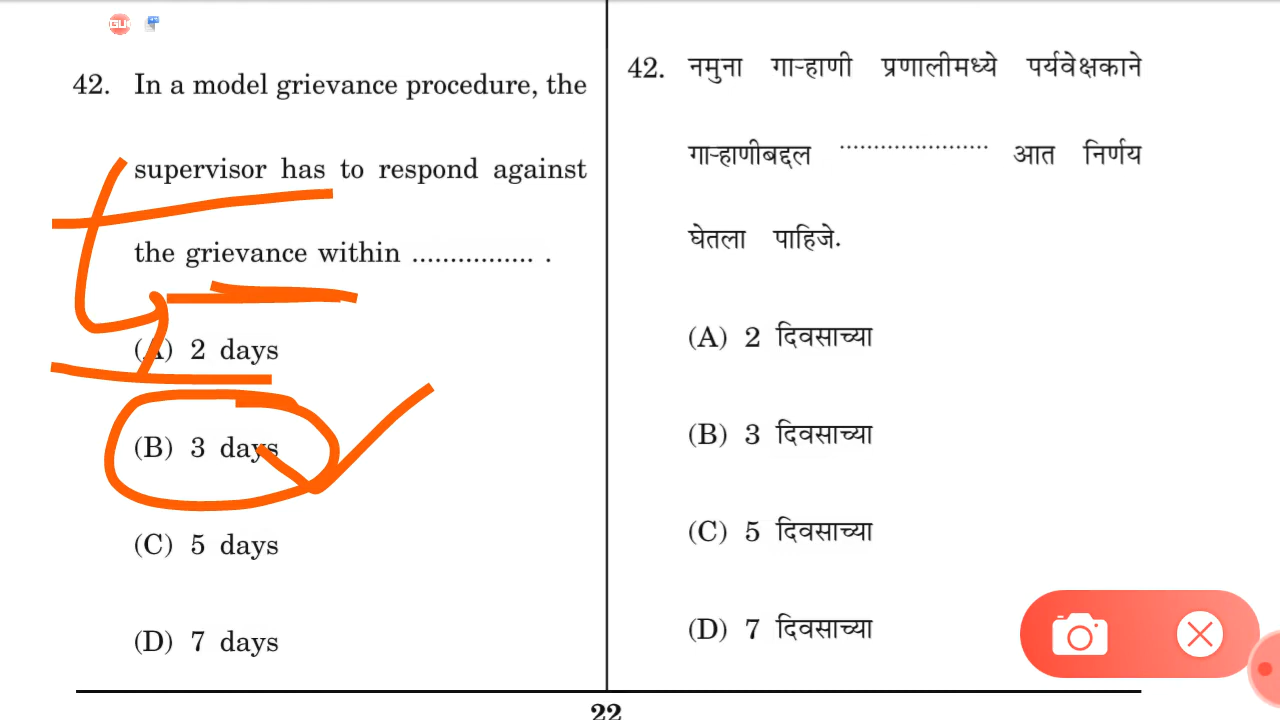 42. In a model grievance procedure, the
supervisor has to respond against
the grievance within ................ .
(A) 2 days
(B) 3 days
(C) 5 days
(D) 7 days
42. नमुना गाऱ्हाणी प्रणालीमध्ये पर्यवेक्षकाने
गाऱ्हाणीबद्दल ...................... आत निर्णय
घेतला पाहिजे.
(A) 2 दिवसाच्या
(B) 3 दिवसाच्या
(C) 5 दिवसाच्या
(D) 7 दिवसाच्या
22